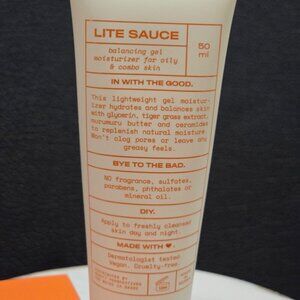 LITE SAUCE
balancing gel
moisturizer for oily
& combo skin
50
ml
IN WITH THE GOOD.
This lightweight gel moistur-
izer hydrates and balances skin
with glycerin, tiger grass extract,
murumuru butter and ceramides
to replenish natural moisture.
Won't clog pores or leave any
greasy feels.
BYE TO THE BAD.
NO fragrance, sulfates,
parabens, phthalates or
mineral oil.
DIY.
Apply to freshly cleansed
skin day and night.
MADE WITH ♥.
Dermatologist tested
Vegan. Cruelty-free.